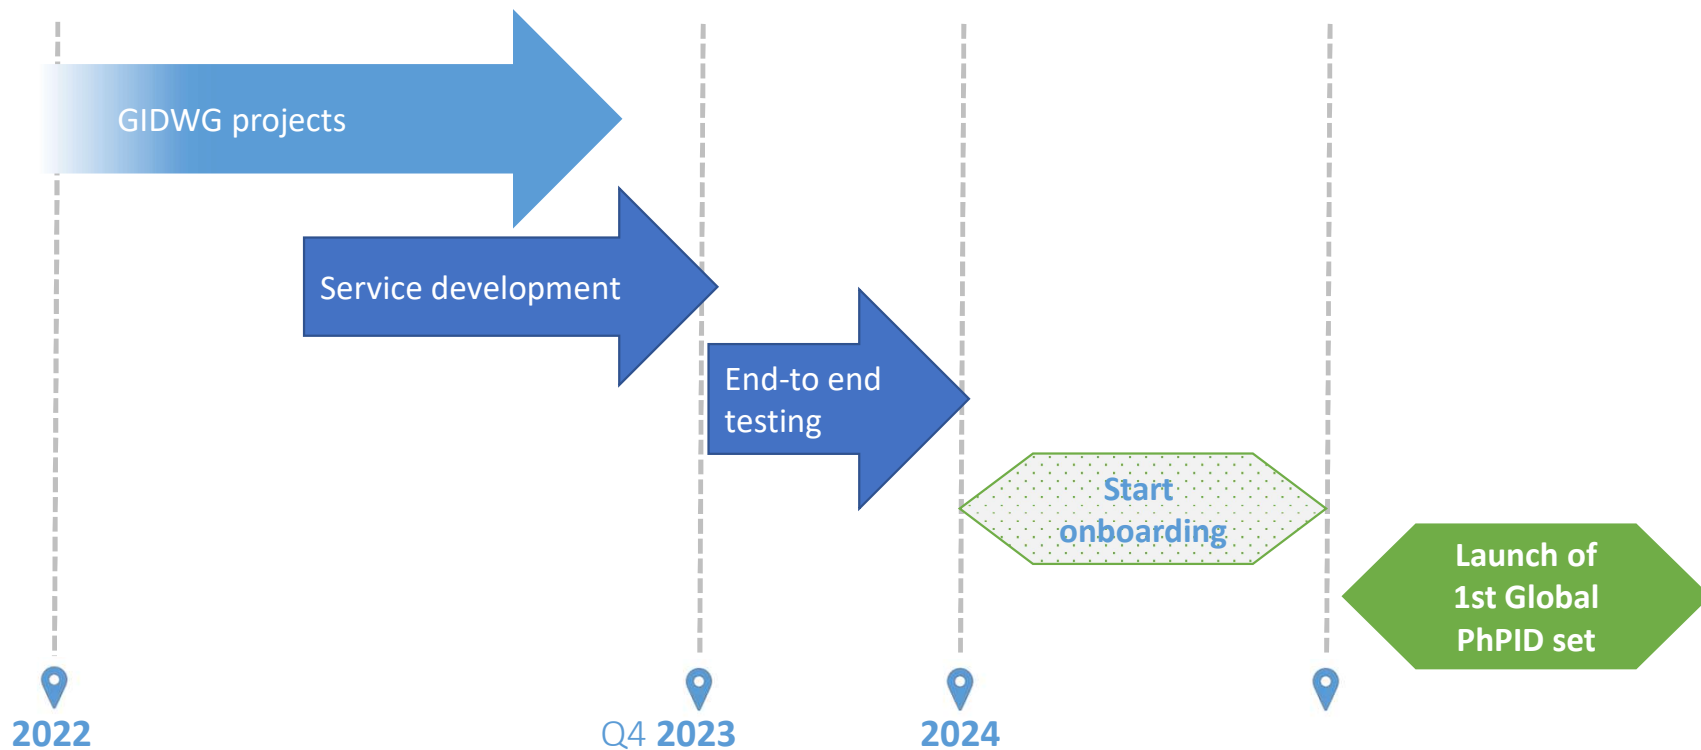 GIDWG projects
Service development
End-to end
testing
Start
onboarding
Launch of
1st Global
PhPID set
2022
Q4 2023
2024